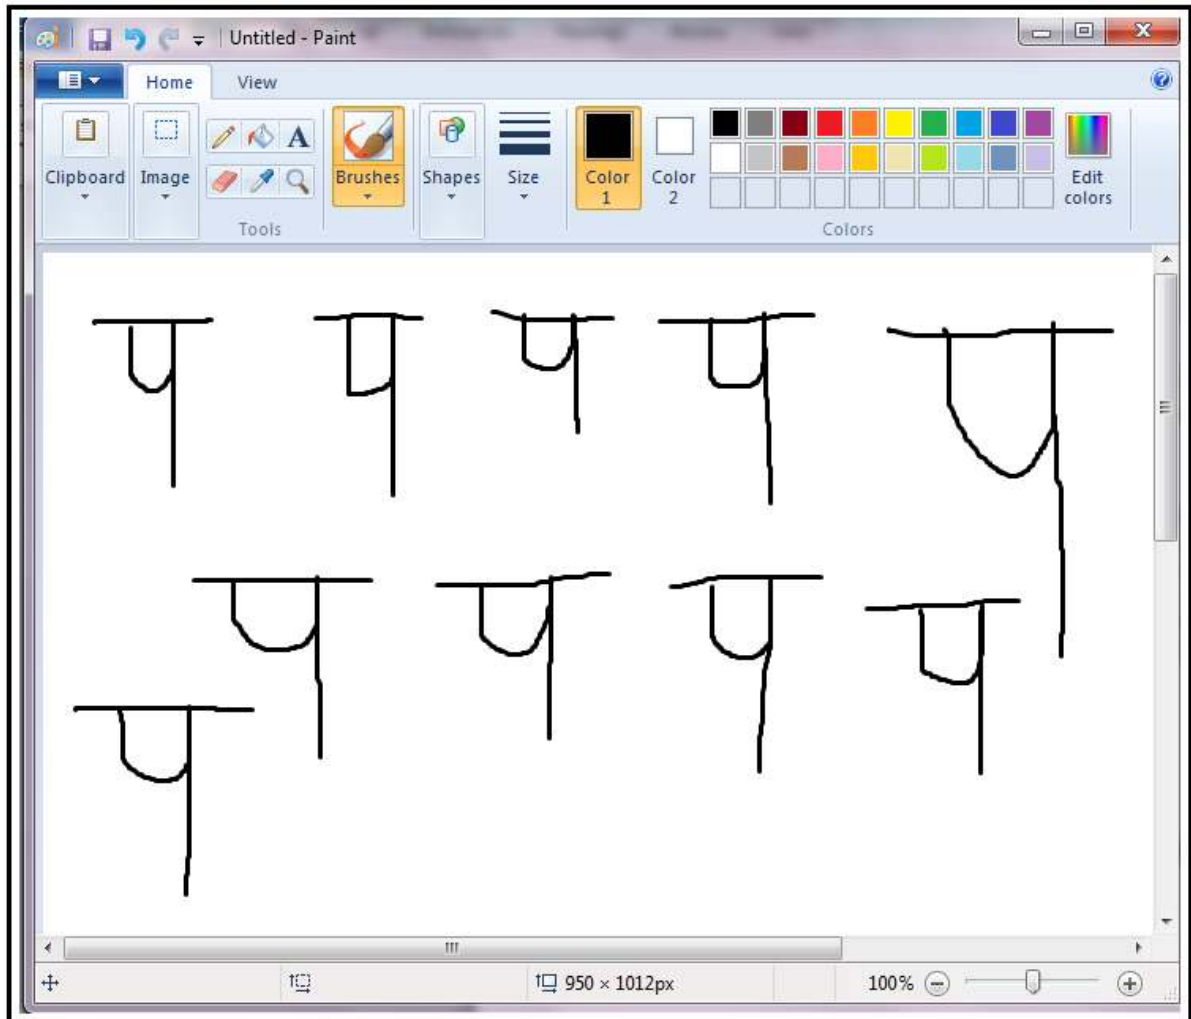 Untitled - Paint
Home View
Clipboard Image Brushes Shapes Size Color 1 Color 2 Edit colors
Tools Colors
प प प प प
प प प प
प
950 × 1012px 100%